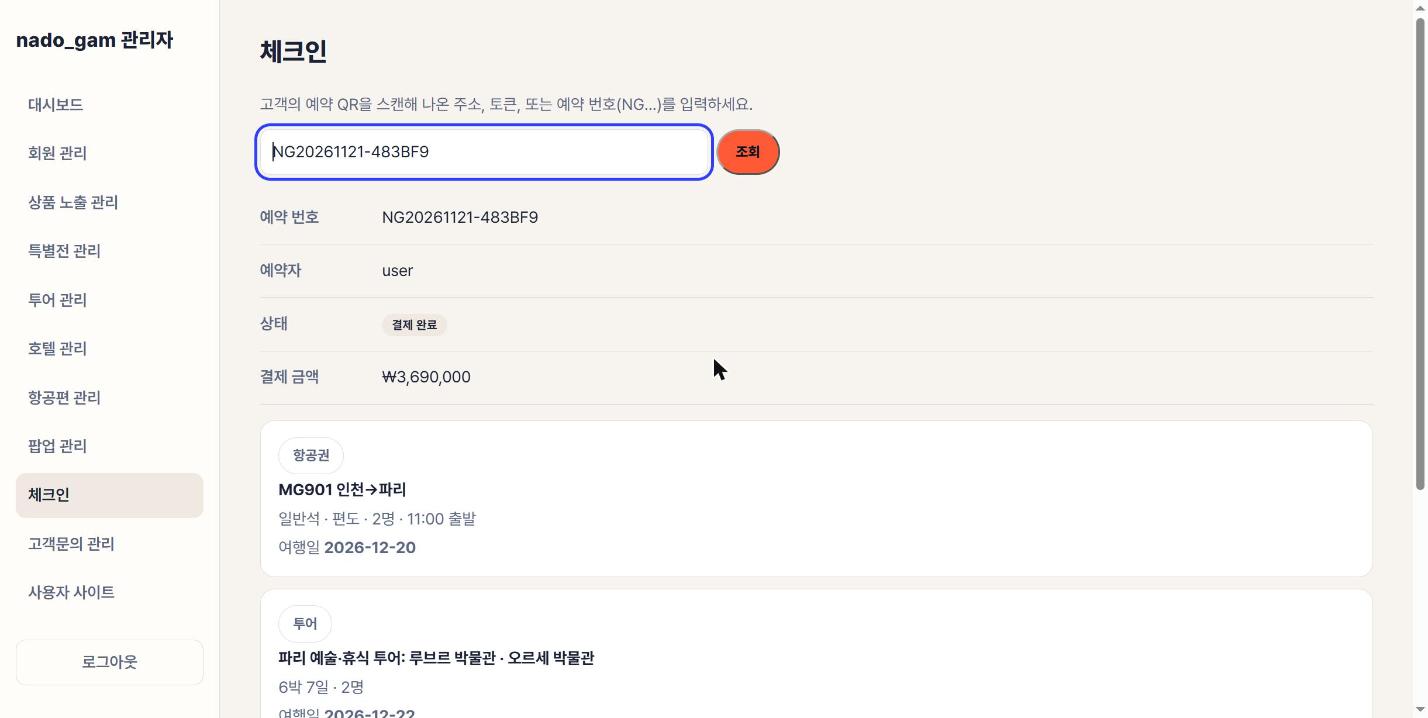 nado_gam 관리자
대시보드
회원 관리
상품 노출 관리
특별전 관리
투어 관리
호텔 관리
항공편 관리
팝업 관리
체크인
고객문의 관리
사용자 사이트
로그아웃
체크인
고객의 예약 QR을 스캔해 나온 주소, 토큰, 또는 예약 번호(NG...)를 입력하세요.
NG20261121-483BF9 조회
예약 번호 NG20261121-483BF9
예약자 user
상태 결제 완료
결제 금액 ₩3,690,000
항공권
MG901 인천→파리
일반석 · 편도 · 2명 · 11:00 출발
여행일 2026-12-20
투어
파리 예술·휴식 투어: 루브르 박물관 · 오르세 박물관
6박 7일 · 2명
여행일 2026-12-22